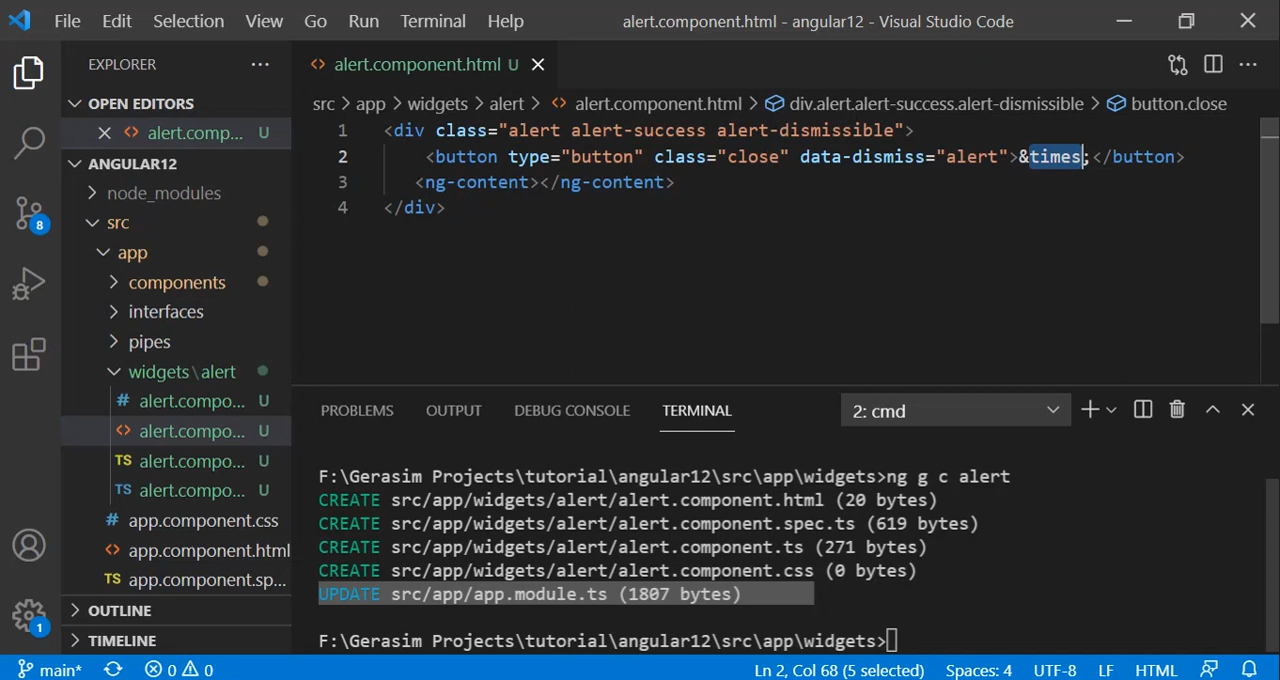 File Edit Selection View Go Run Terminal Help alert.component.html - angular12 - Visual Studio Code
EXPLORER
alert.component.html U
OPEN EDITORS
src > app > widgets > alert > alert.component.html > div.alert.alert-success.alert-dismissible > button.close
alert.comp... U
1 <div class="alert alert-success alert-dismissible">
ANGULAR12
2 <button type="button" class="close" data-dismiss="alert">&times;</button>
node_modules
3 <ng-content></ng-content>
src
4 </div>
app
components
interfaces
pipes
widgets\alert
# alert.compo... U
<> alert.compo... U
TS alert.compo... U
TS alert.compo... U
# app.component.css
<> app.component.html
TS app.component.sp...
OUTLINE
TIMELINE
8
1
PROBLEMS OUTPUT DEBUG CONSOLE TERMINAL 2: cmd
F:\Gerasim Projects\tutorial\angular12\src\app\widgets>ng g c alert
CREATE src/app/widgets/alert/alert.component.html (20 bytes)
CREATE src/app/widgets/alert/alert.component.spec.ts (619 bytes)
CREATE src/app/widgets/alert/alert.component.ts (271 bytes)
CREATE src/app/widgets/alert/alert.component.css (0 bytes)
UPDATE src/app/app.module.ts (1807 bytes)
F:\Gerasim Projects\tutorial\angular12\src\app\widgets>
main* 0 0 Ln 2, Col 68 (5 selected) Spaces: 4 UTF-8 LF HTML